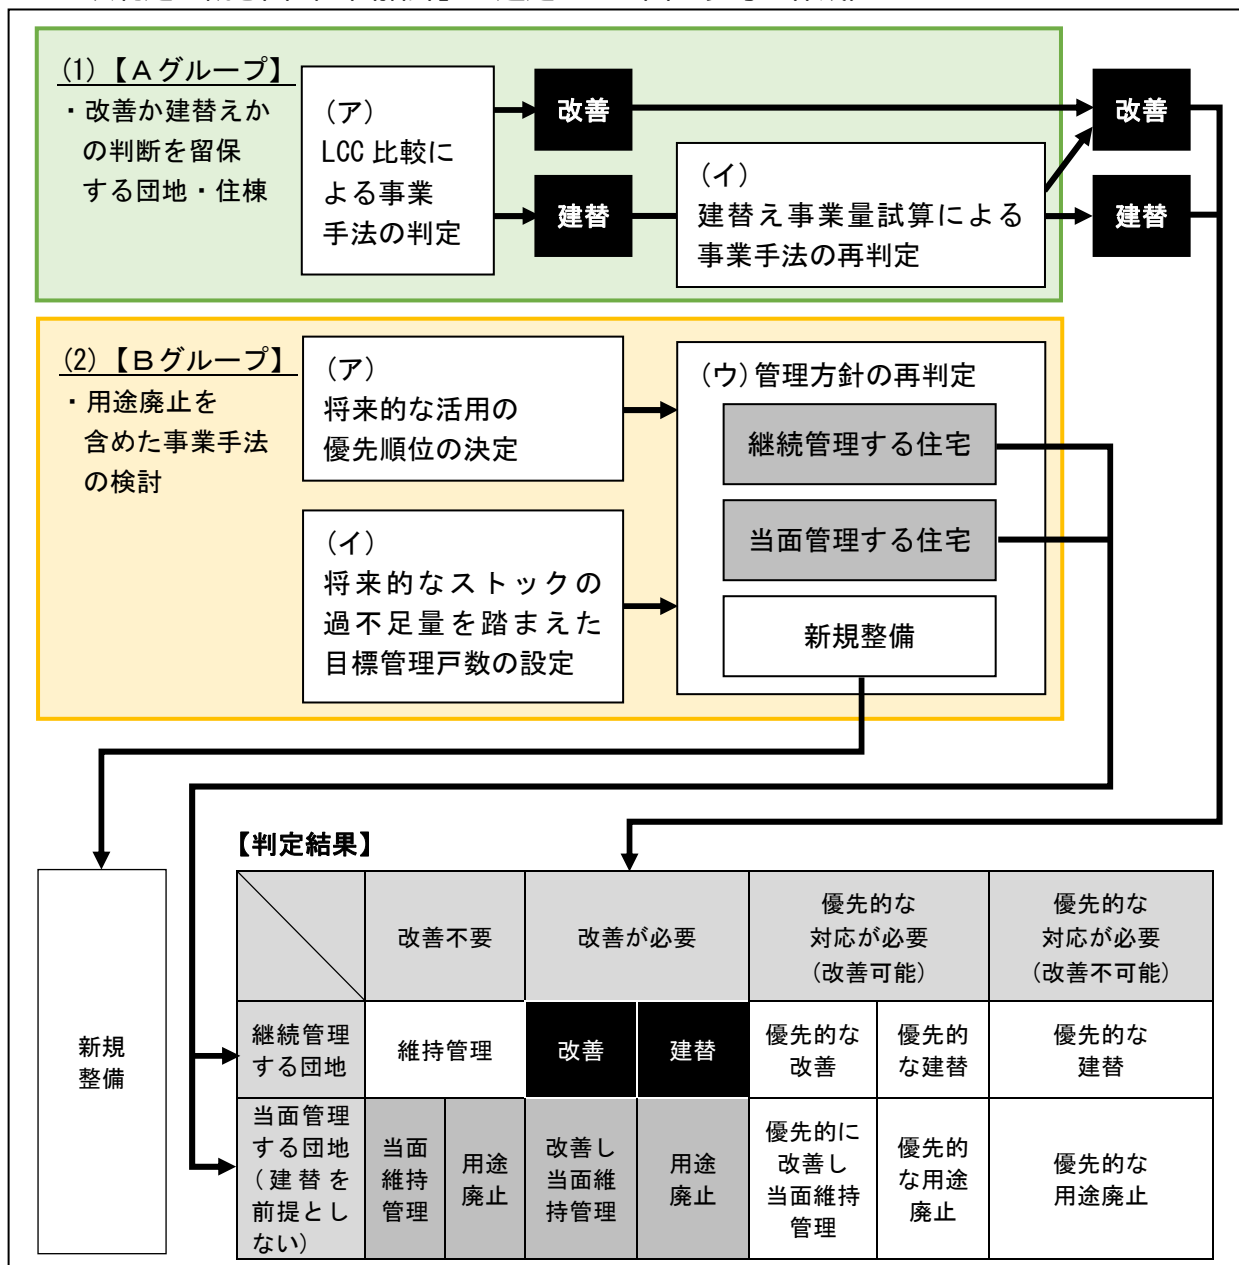 (1)【Aグループ】
・改善か建替えか
の判断を留保
する団地・住棟
(ア)
LCC比較に
よる事業
手法の判定
改善
建替
(イ)
建替え事業量試算による
事業手法の再判定
改善
建替
(2)【Bグループ】
・用途廃止を
含めた事業手法
の検討
(ア)
将来的な活用の
優先順位の決定
(イ)
将来的なストックの
過不足量を踏まえた
目標管理戸数の設定
(ウ)管理方針の再判定
継続管理する住宅
当面管理する住宅
新規整備
【判定結果】
新規
整備
改善不要
改善が必要
優先的な
対応が必要
(改善可能)
優先的な
対応が必要
(改善不可能)
継続管理
する団地
維持管理
改善
建替
優先的な
改善
優先的
な建替
優先的な
建替
当面管理
する団地
(建替を
前提とし
ない)
当面
維持
管理
用途
廃止
改善し
当面維
持管理
用途
廃止
優先的に
改善し
当面維持
管理
優先的
な用途
廃止
優先的な
用途廃止